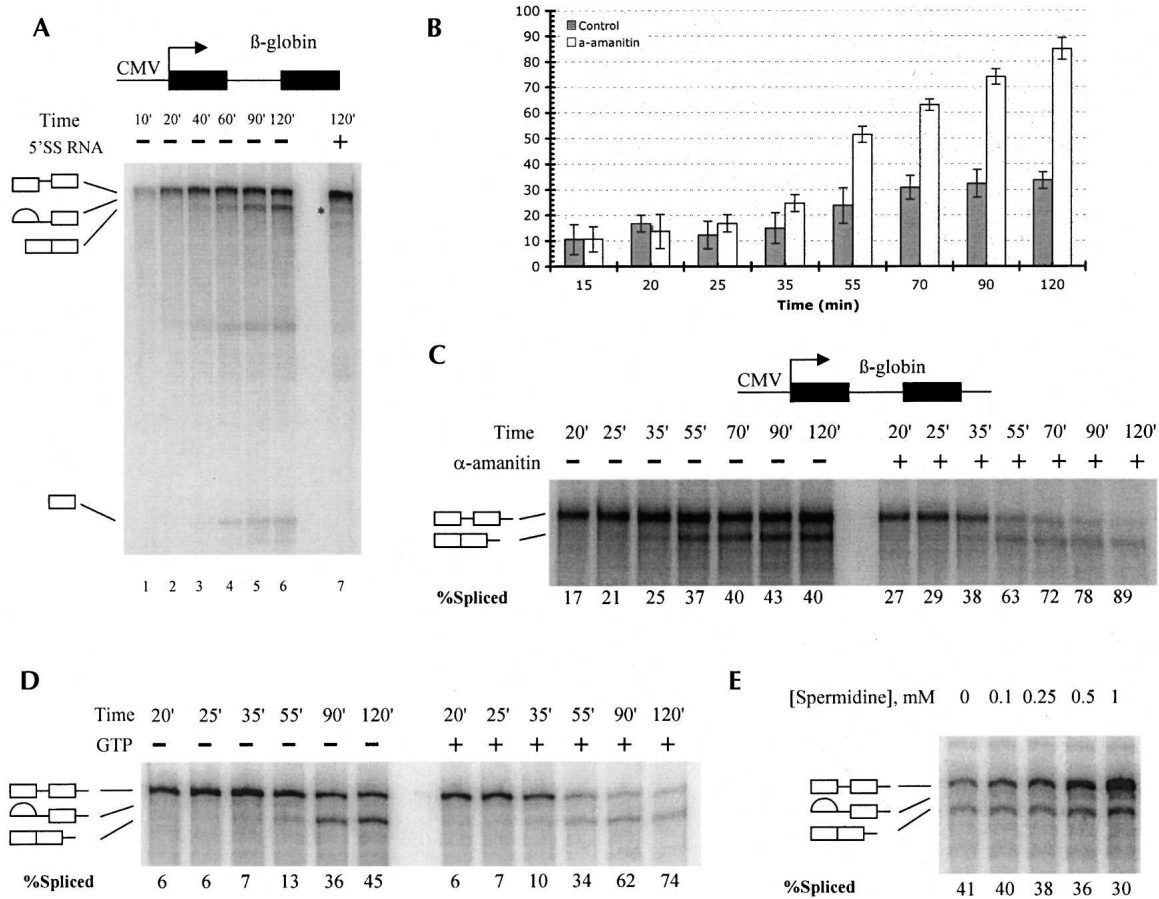 A
CMV
ß-globin
Time 10' 20' 40' 60' 90' 120' 120'
5'SS RNA − − − − − − +
*
1 2 3 4 5 6 7
B
100
90
80
70
60
50
40
30
20
10
0
Control
a-amanitin
15 20 25 35 55 70 90 120
Time (min)
C
CMV
ß-globin
Time 20' 25' 35' 55' 70' 90' 120' 20' 25' 35' 55' 70' 90' 120'
α-amanitin − − − − − − − + + + + + + +
%Spliced 17 21 25 37 40 43 40 27 29 38 63 72 78 89
D
Time 20' 25' 35' 55' 90' 120' 20' 25' 35' 55' 90' 120'
GTP − − − − − − + + + + + +
%Spliced 6 6 7 13 36 45 6 7 10 34 62 74
E
[Spermidine], mM 0 0.1 0.25 0.5 1
%Spliced 41 40 38 36 30